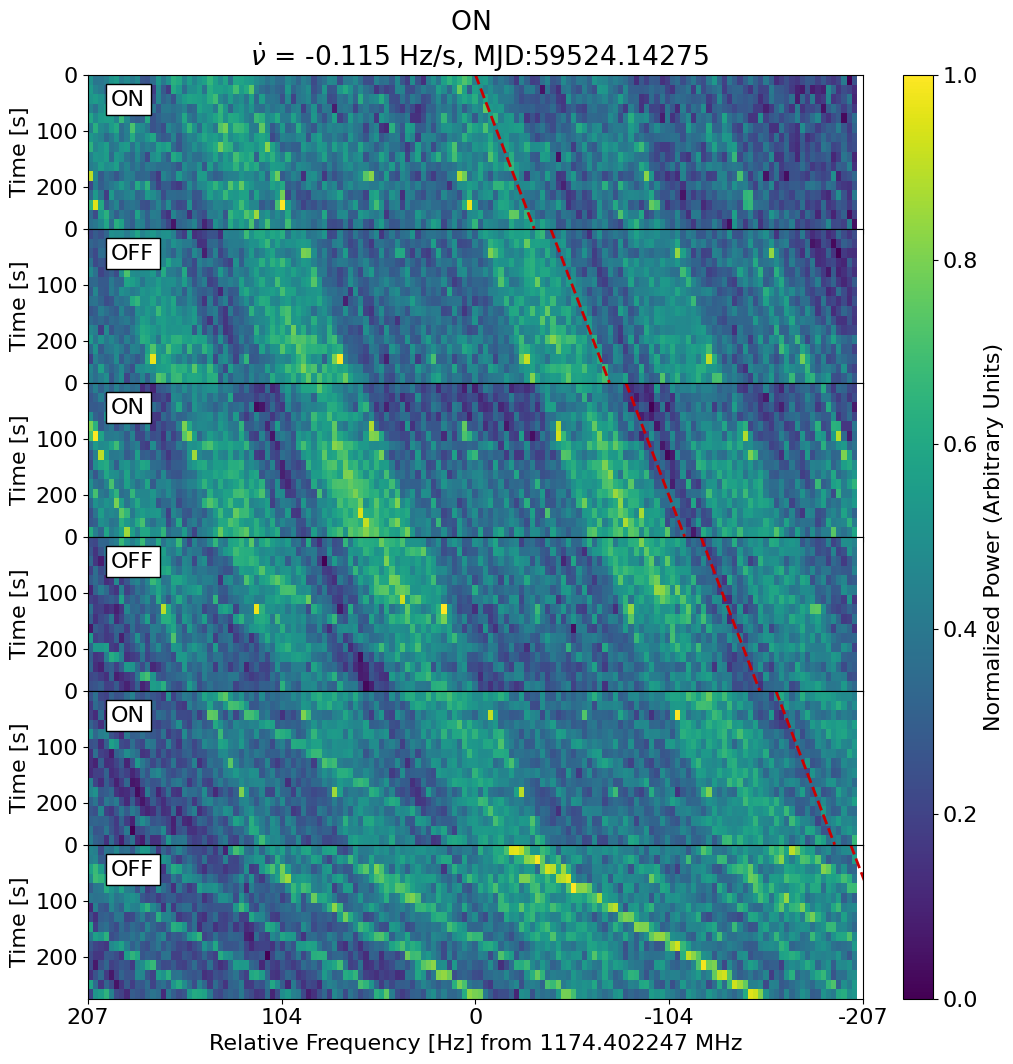 ON
ν̇ = -0.115 Hz/s, MJD:59524.14275
0
ON
100
Time [s]
200
0
OFF
100
Time [s]
200
0
ON
100
Time [s]
200
0
OFF
100
Time [s]
200
0
ON
100
Time [s]
200
0
OFF
100
Time [s]
200
207 104 0 -104 -207
Relative Frequency [Hz] from 1174.402247 MHz
1.0
0.8
0.6
0.4
0.2
0.0
Normalized Power (Arbitrary Units)